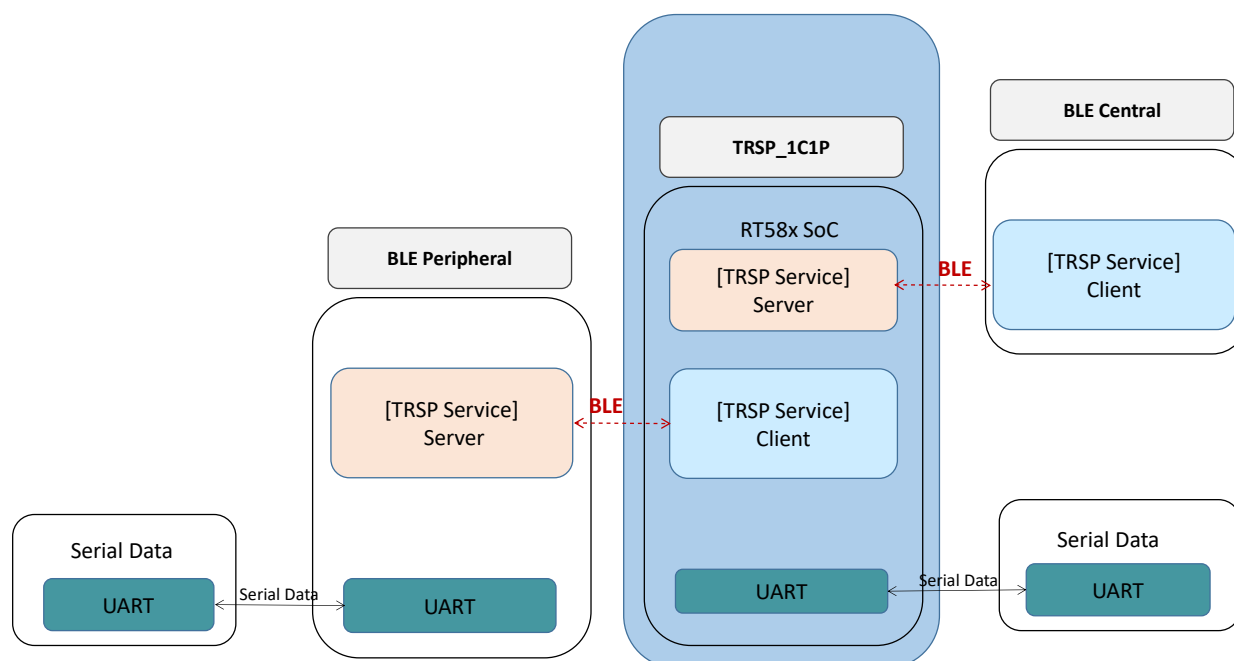 BLE Central
TRSP_1C1P
RT58x SoC
BLE Peripheral
[TRSP Service]
Server
BLE
[TRSP Service]
Client
[TRSP Service]
Server
BLE
[TRSP Service]
Client
Serial Data
UART
Serial Data
UART
UART
Serial Data
Serial Data
UART